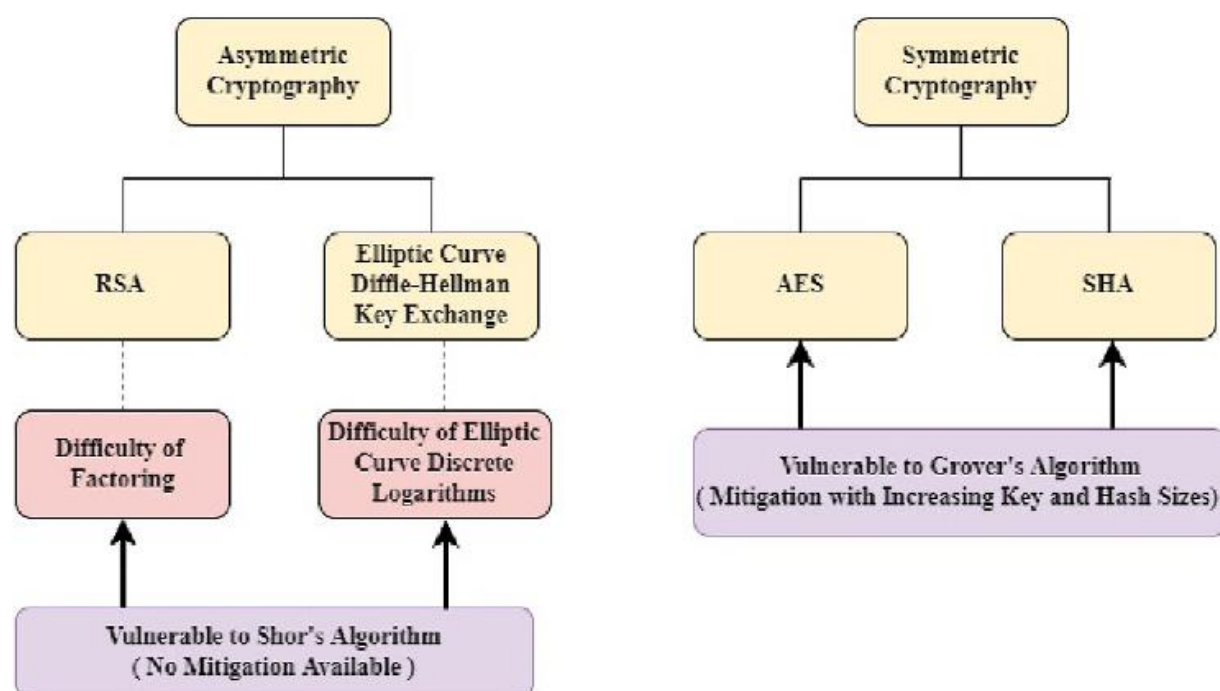 Asymmetric
Cryptography
Symmetric
Cryptography
RSA
Elliptic Curve
Diffle-Hellman
Key Exchange
AES
SHA
Difficulty of
Factoring
Difficulty of Elliptic
Curve Discrete
Logarithms
Vulnerable to Grover's Algorithm
( Mitigation with Increasing Key and Hash Sizes)
Vulnerable to Shor's Algorithm
( No Mitigation Available )